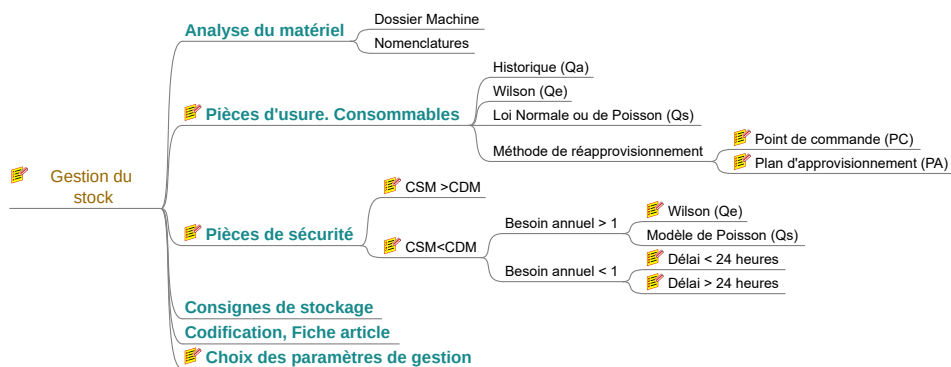 Gestion du
stock
Analyse du matériel
Dossier Machine
Nomenclatures
Pièces d'usure. Consommables
Historique (Qa)
Wilson (Qe)
Loi Normale ou de Poisson (Qs)
Méthode de réapprovisionnement
Point de commande (PC)
Plan d'approvisionnement (PA)
Pièces de sécurité
CSM >CDM
CSM<CDM
Besoin annuel > 1
Wilson (Qe)
Modèle de Poisson (Qs)
Besoin annuel < 1
Délai < 24 heures
Délai > 24 heures
Consignes de stockage
Codification, Fiche article
Choix des paramètres de gestion